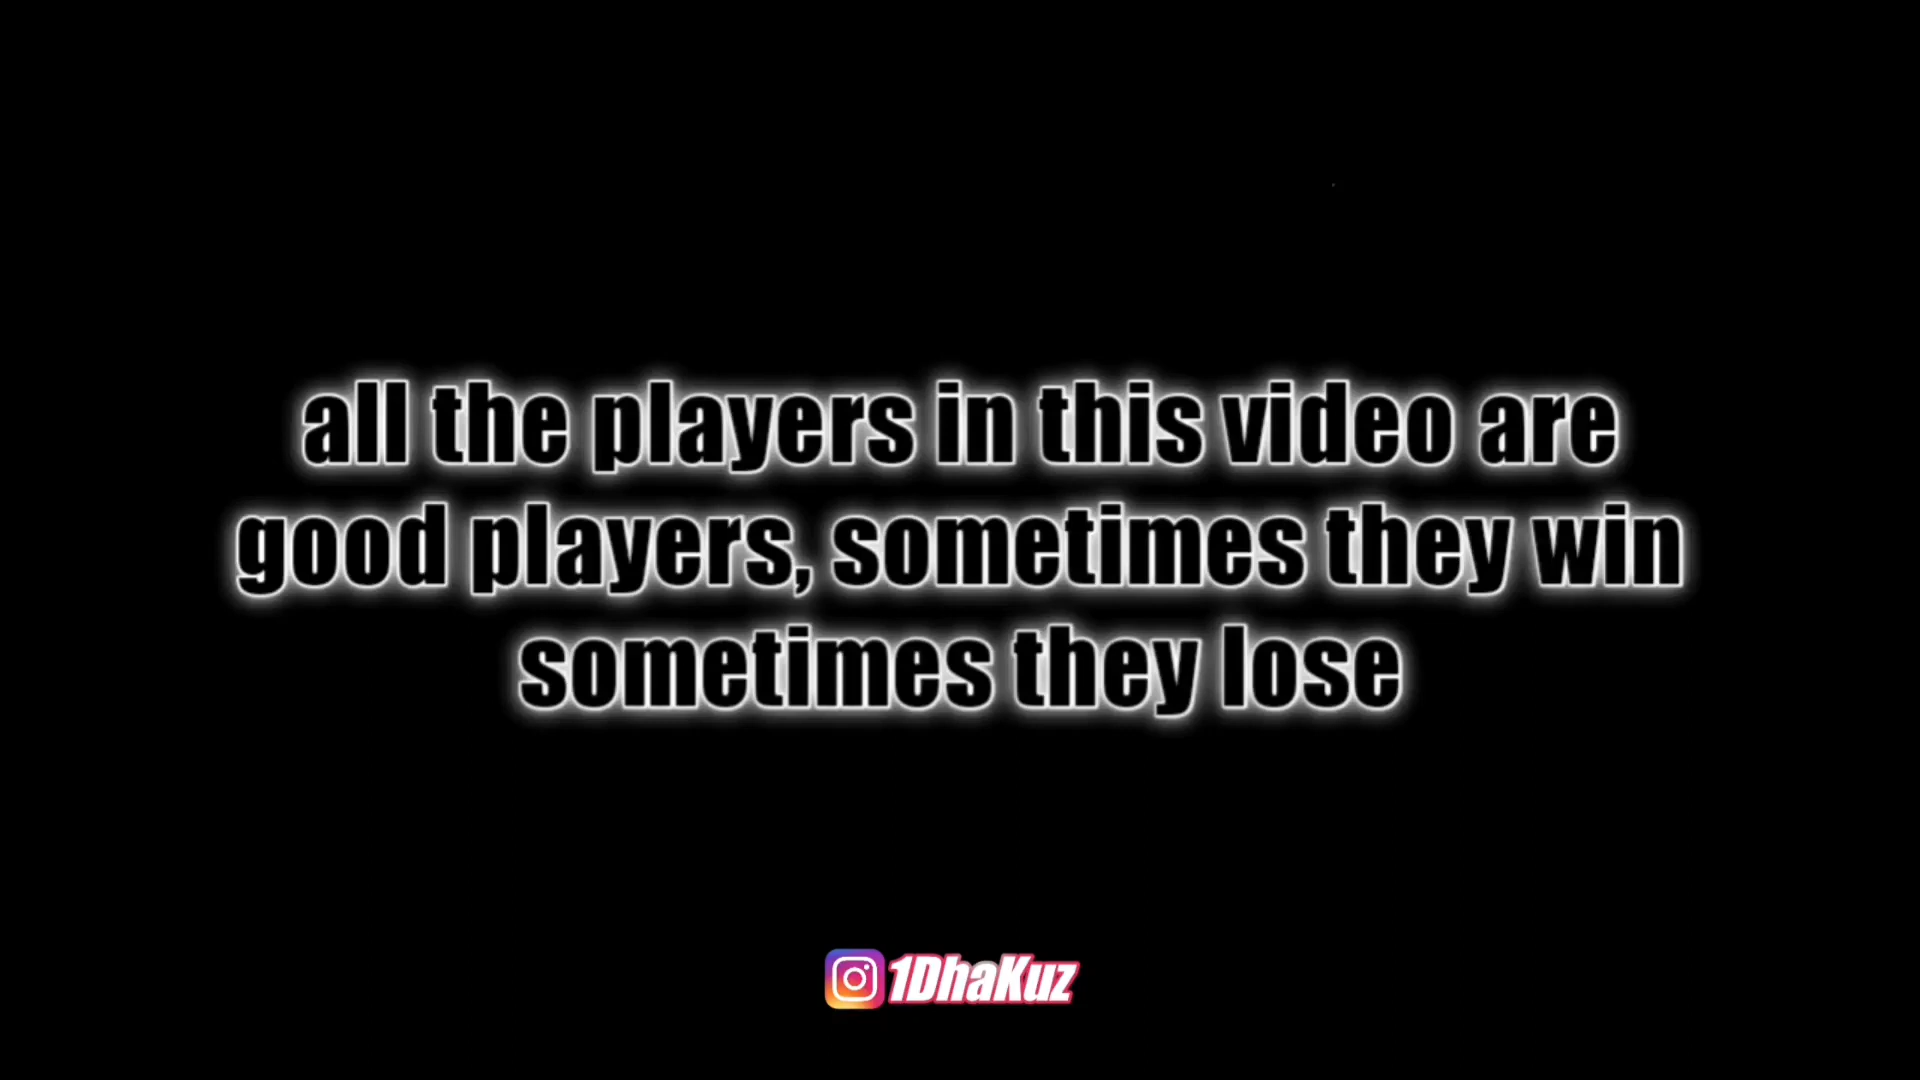 all the players in this video are
good players, sometimes they win
sometimes they lose
1DhaKuz